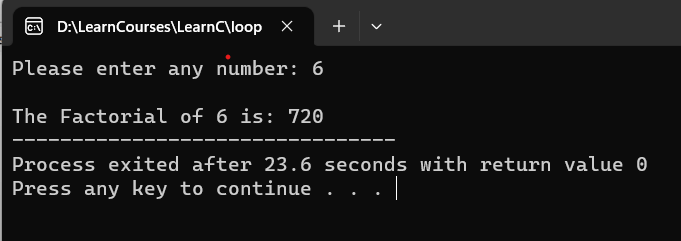 D:\LearnCourses\LearnC\loop
Please enter any number: 6
The Factorial of 6 is: 720
--------------------------------
Process exited after 23.6 seconds with return value 0
Press any key to continue . . .